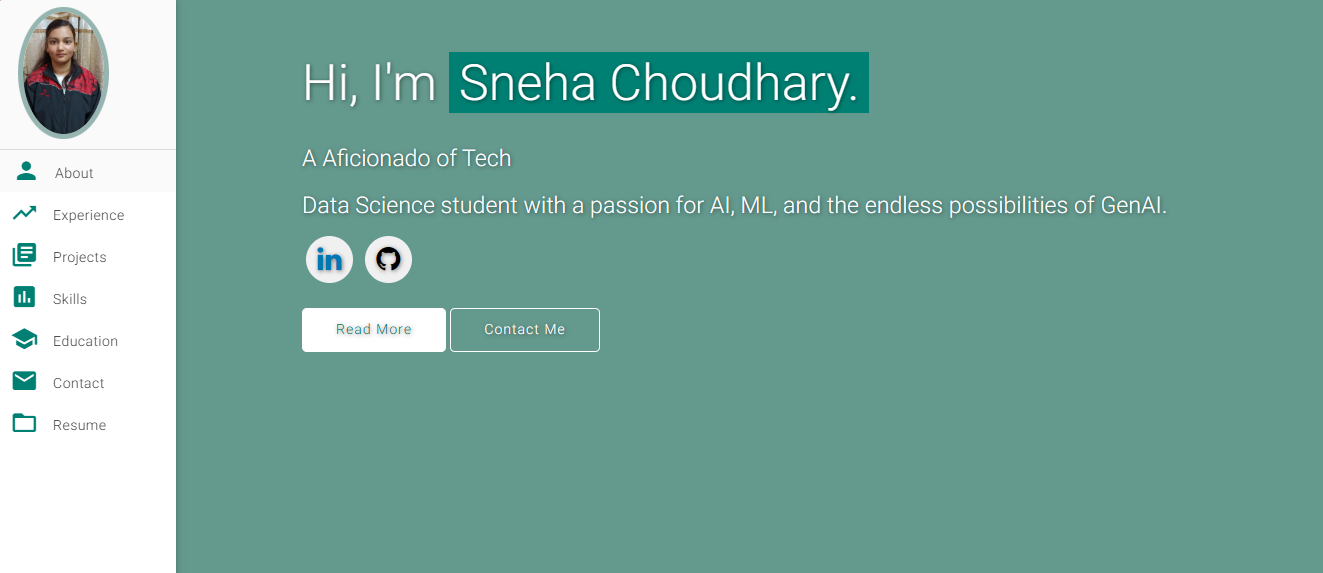 About
Experience
Projects
Skills
Education
Contact
Resume
Hi, I'm Sneha Choudhary.
A Aficionado of Tech
Data Science student with a passion for AI, ML, and the endless possibilities of GenAI.
in
Read More
Contact Me